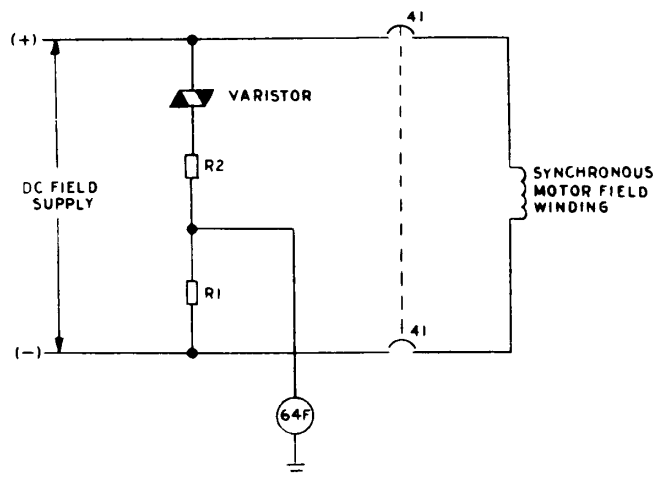 41
(+)
VARISTOR
R2
DC FIELD
SUPPLY
SYNCHRONOUS
MOTOR FIELD
WINDING
R1
41
(-)
64F